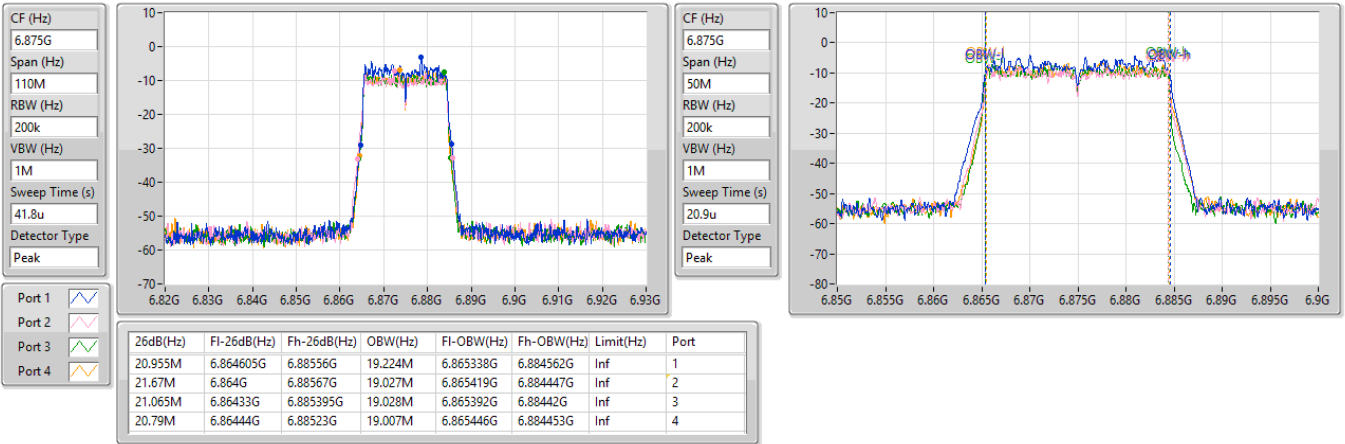 CF (Hz)
6.875G
Span (Hz)
110M
RBW (Hz)
200k
VBW (Hz)
1M
Sweep Time (s)
41.8u
Detector Type
Peak
10-
0-
-10-
-20-
-30-
-40-
-50-
-60-
-70-
6.82G 6.83G 6.84G 6.85G 6.86G 6.87G 6.88G 6.89G 6.9G 6.91G 6.92G 6.93G
CF (Hz)
6.875G
Span (Hz)
50M
RBW (Hz)
200k
VBW (Hz)
1M
Sweep Time (s)
20.9u
Detector Type
Peak
10-
0-
-10-
-20-
-30-
-40-
-50-
-60-
-70-
-80-
OBW-l OBW-h
6.85G 6.855G 6.86G 6.865G 6.87G 6.875G 6.88G 6.885G 6.89G 6.895G 6.9G
Port 1
Port 2
Port 3
Port 4
26dB(Hz) Fl-26dB(Hz) Fh-26dB(Hz) OBW(Hz) Fl-OBW(Hz) Fh-OBW(Hz) Limit(Hz) Port
20.955M 6.864605G 6.88556G 19.224M 6.865338G 6.884562G Inf 1
21.67M 6.864G 6.88567G 19.027M 6.865419G 6.884447G Inf 2
21.065M 6.86433G 6.885395G 19.028M 6.865392G 6.88442G Inf 3
20.79M 6.86444G 6.88523G 19.007M 6.865446G 6.884453G Inf 4